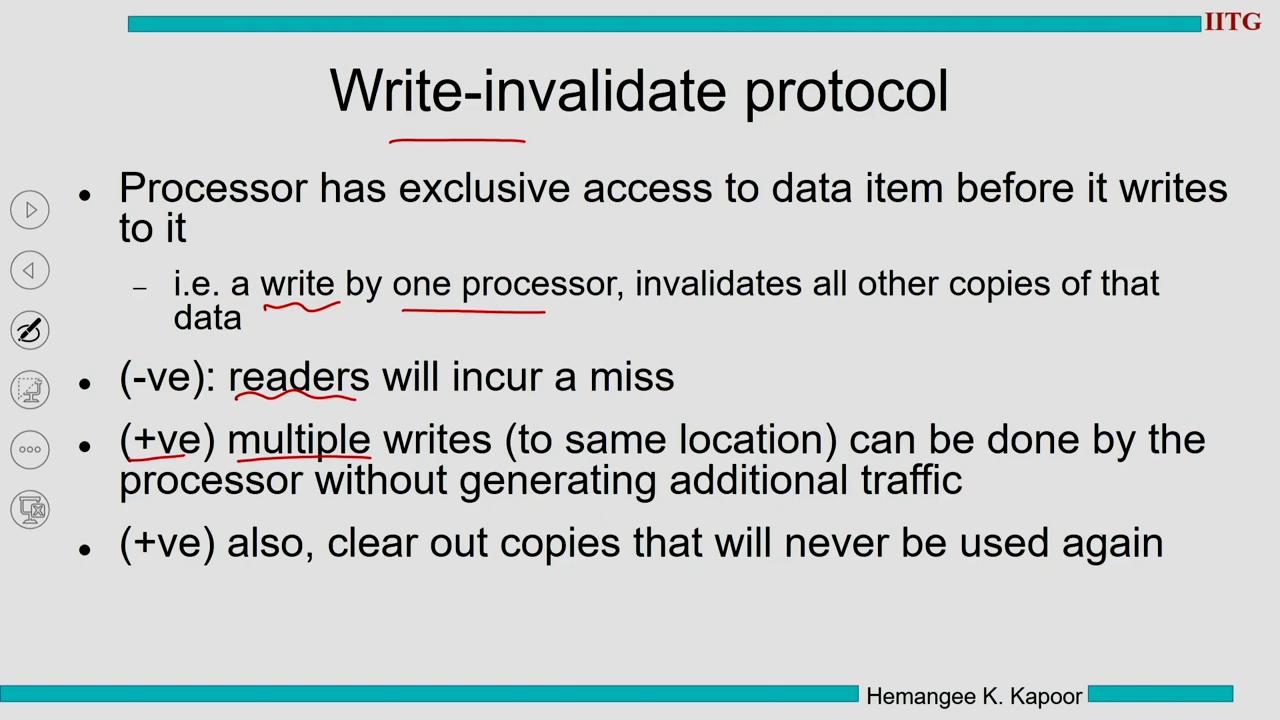 IITG
Write-invalidate protocol
• Processor has exclusive access to data item before it writes
to it
– i.e. a write by one processor, invalidates all other copies of that
data
• (-ve): readers will incur a miss
• (+ve) multiple writes (to same location) can be done by the
processor without generating additional traffic
• (+ve) also, clear out copies that will never be used again
Hemangee K. Kapoor